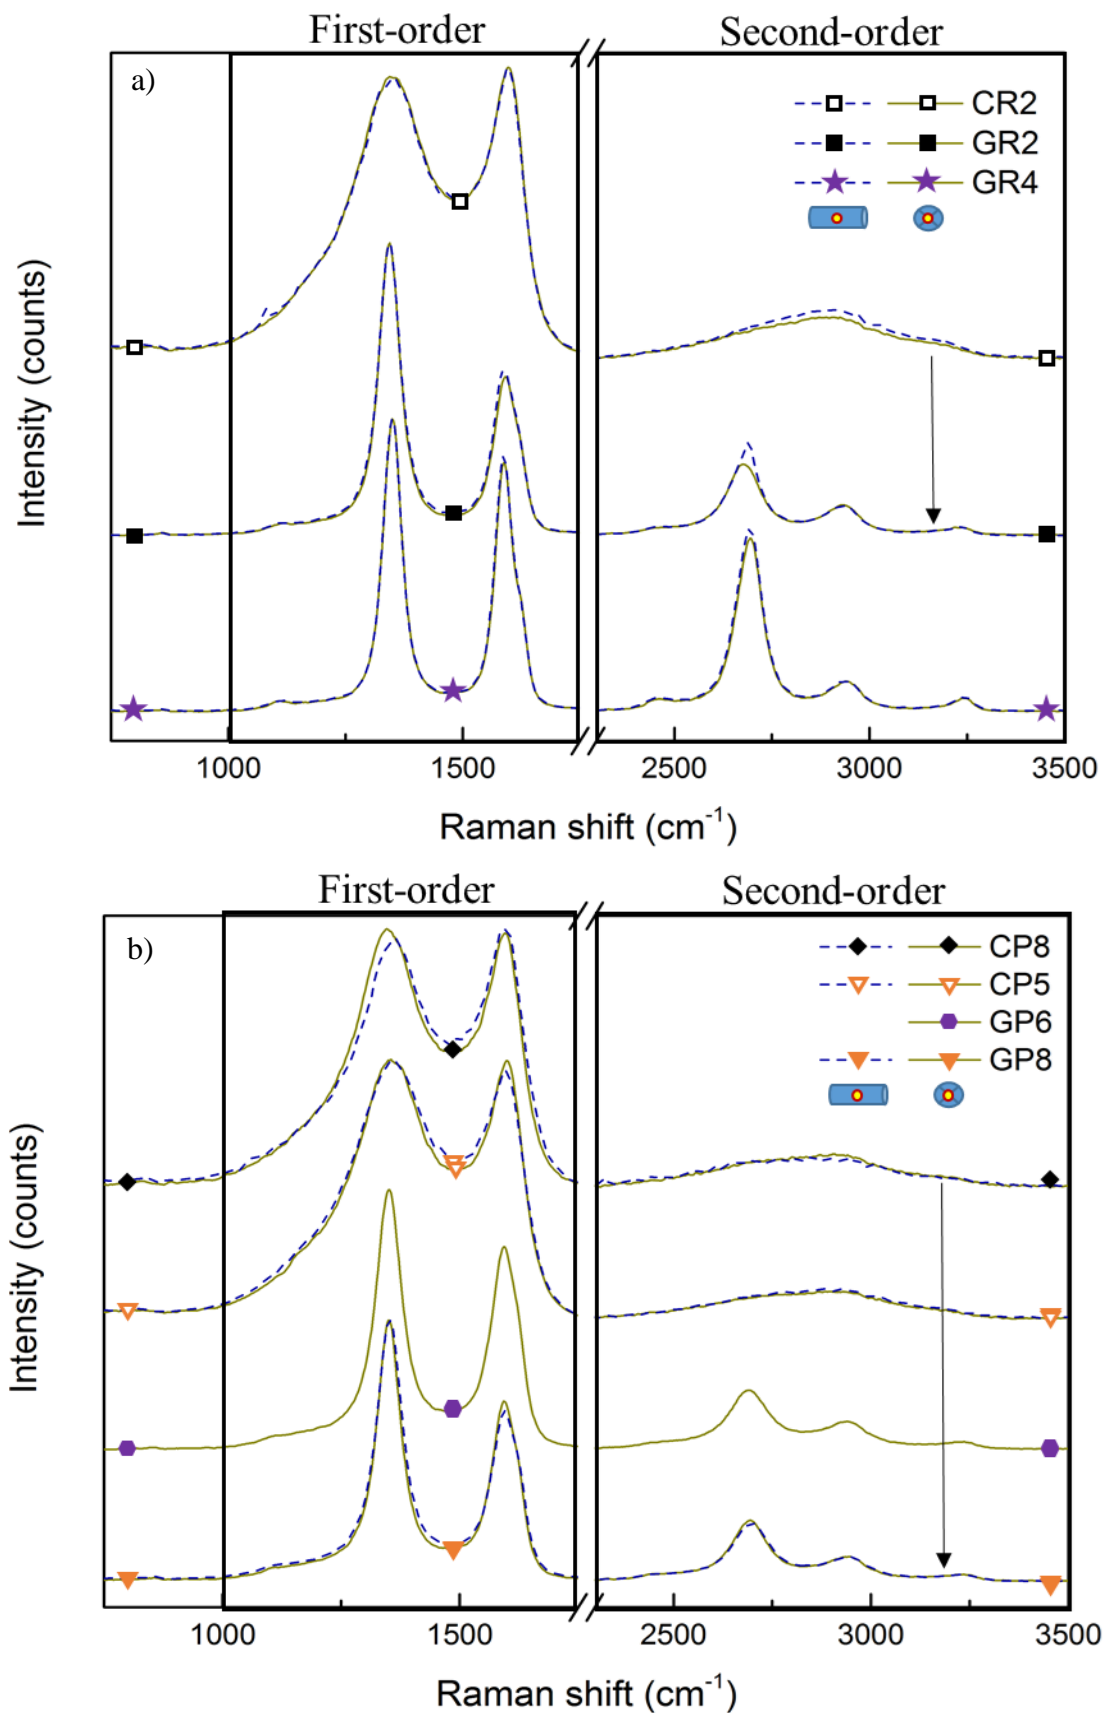 First-order Second-order
a)
CR2
GR2
GR4
Intensity (counts)
1000 1500 2500 3000 3500
Raman shift (cm⁻¹)
First-order Second-order
b)
CP8
CP5
GP6
GP8
Intensity (counts)
1000 1500 2500 3000 3500
Raman shift (cm⁻¹)